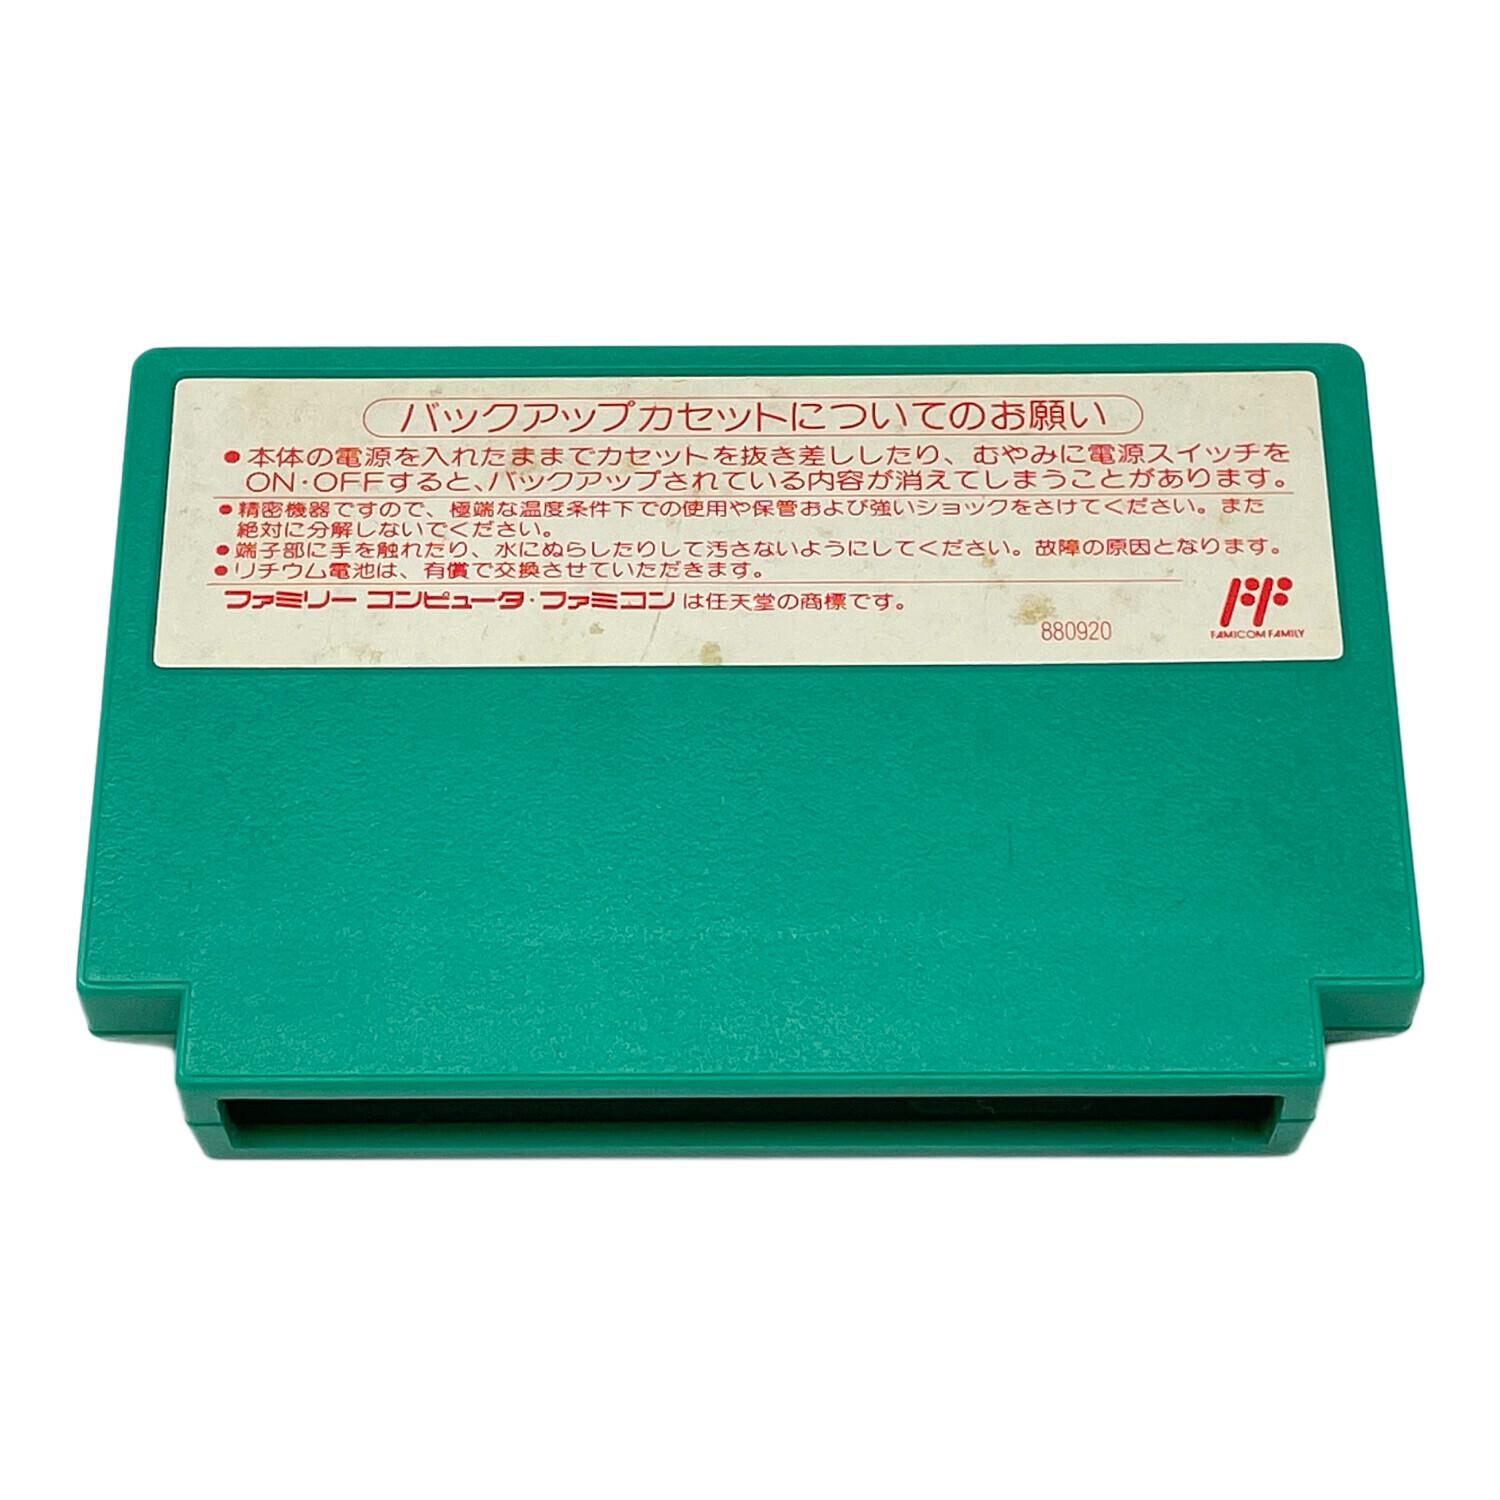 バックアップカセットについてのお願い
●本体の電源を入れたままでカセットを抜き差ししたり、むやみに電源スイッチを
ON・OFFすると、バックアップされている内容が消えてしまうことがあります。
●精密機器ですので、極端な温度条件下での使用や保管および強いショックをさけてください。また
絶対に分解しないでください。
●端子部に手を触れたり、水にぬらしたりして汚さないようにしてください。故障の原因となります。
●リチウム電池は、有償で交換させていただきます。
ファミリー コンピュータ・ファミコンは任天堂の商標です。
880920
FAMICOM FAMILY